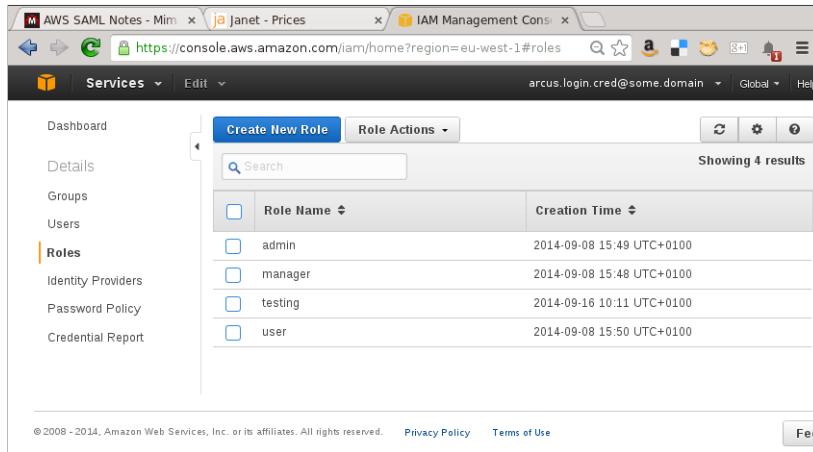 AWS SAML Notes - Mim
ja Janet - Prices
IAM Management Cons
https://console.aws.amazon.com/iam/home?region=eu-west-1#roles
Services Edit arcus.login.cred@some.domain Global Hel
Dashboard
Details
Groups
Users
Roles
Identity Providers
Password Policy
Credential Report
Create New Role Role Actions
Search Showing 4 results
Role Name Creation Time
admin 2014-09-08 15:49 UTC+0100
manager 2014-09-08 15:48 UTC+0100
testing 2014-09-16 10:11 UTC+0100
user 2014-09-08 15:50 UTC+0100
© 2008 - 2014, Amazon Web Services, Inc. or its affiliates. All rights reserved. Privacy Policy Terms of Use Fee